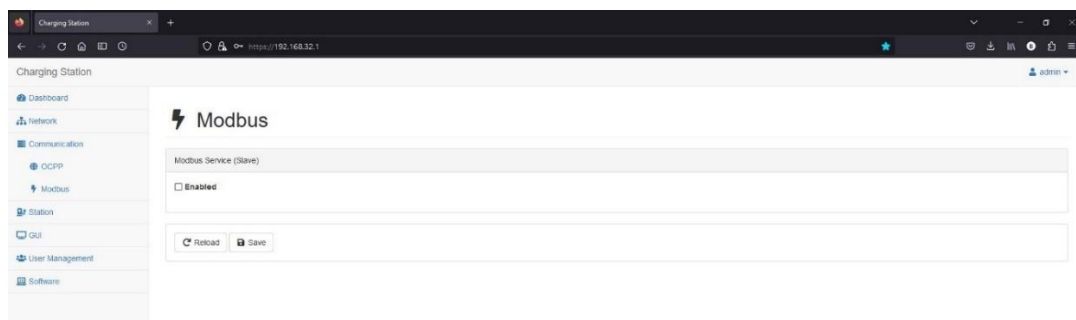 Charging Station
https://192.168.32.1
Charging Station
admin
Dashboard
Network
Communication
OCPP
Modbus
Station
GUI
User Management
Software
Modbus
Modbus Service (Slave)
Enabled
Reload Save